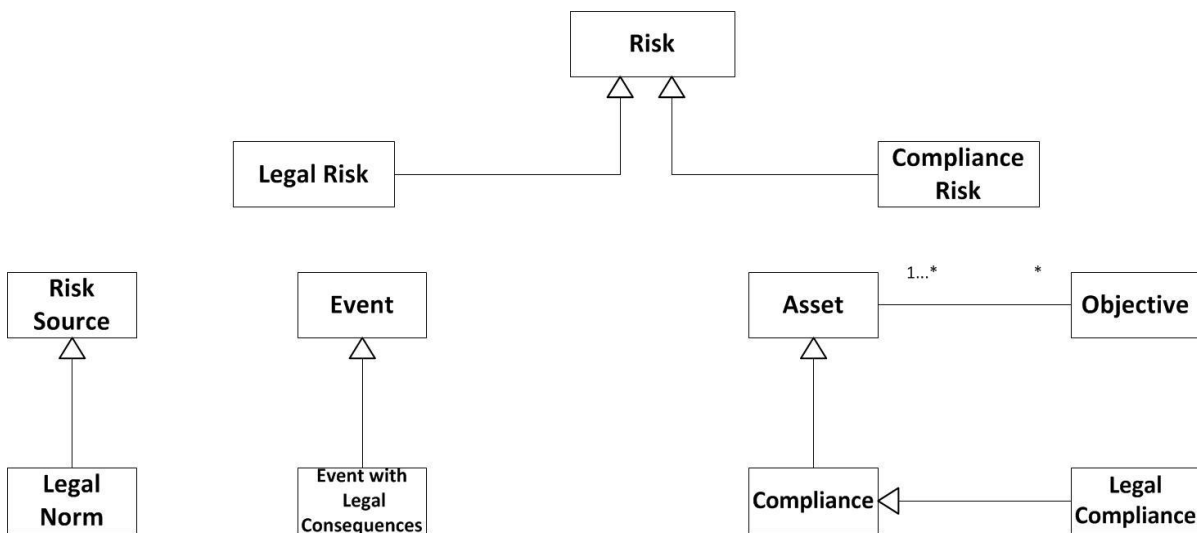 Risk
Legal Risk
Compliance
Risk
1...*
*
Risk
Source
Event
Asset
Objective
Legal
Norm
Event with
Legal
Consequences
Compliance
Legal
Compliance